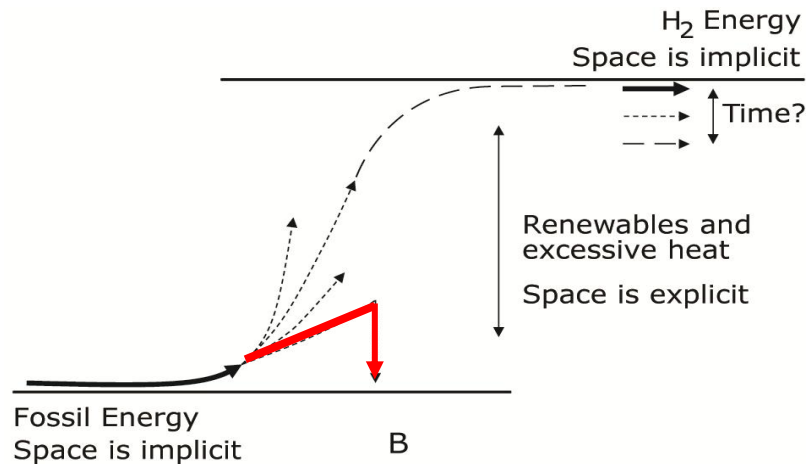 H₂ Energy
Space is implicit
Time?
Renewables and
excessive heat
Space is explicit
Fossil Energy
Space is implicit
B